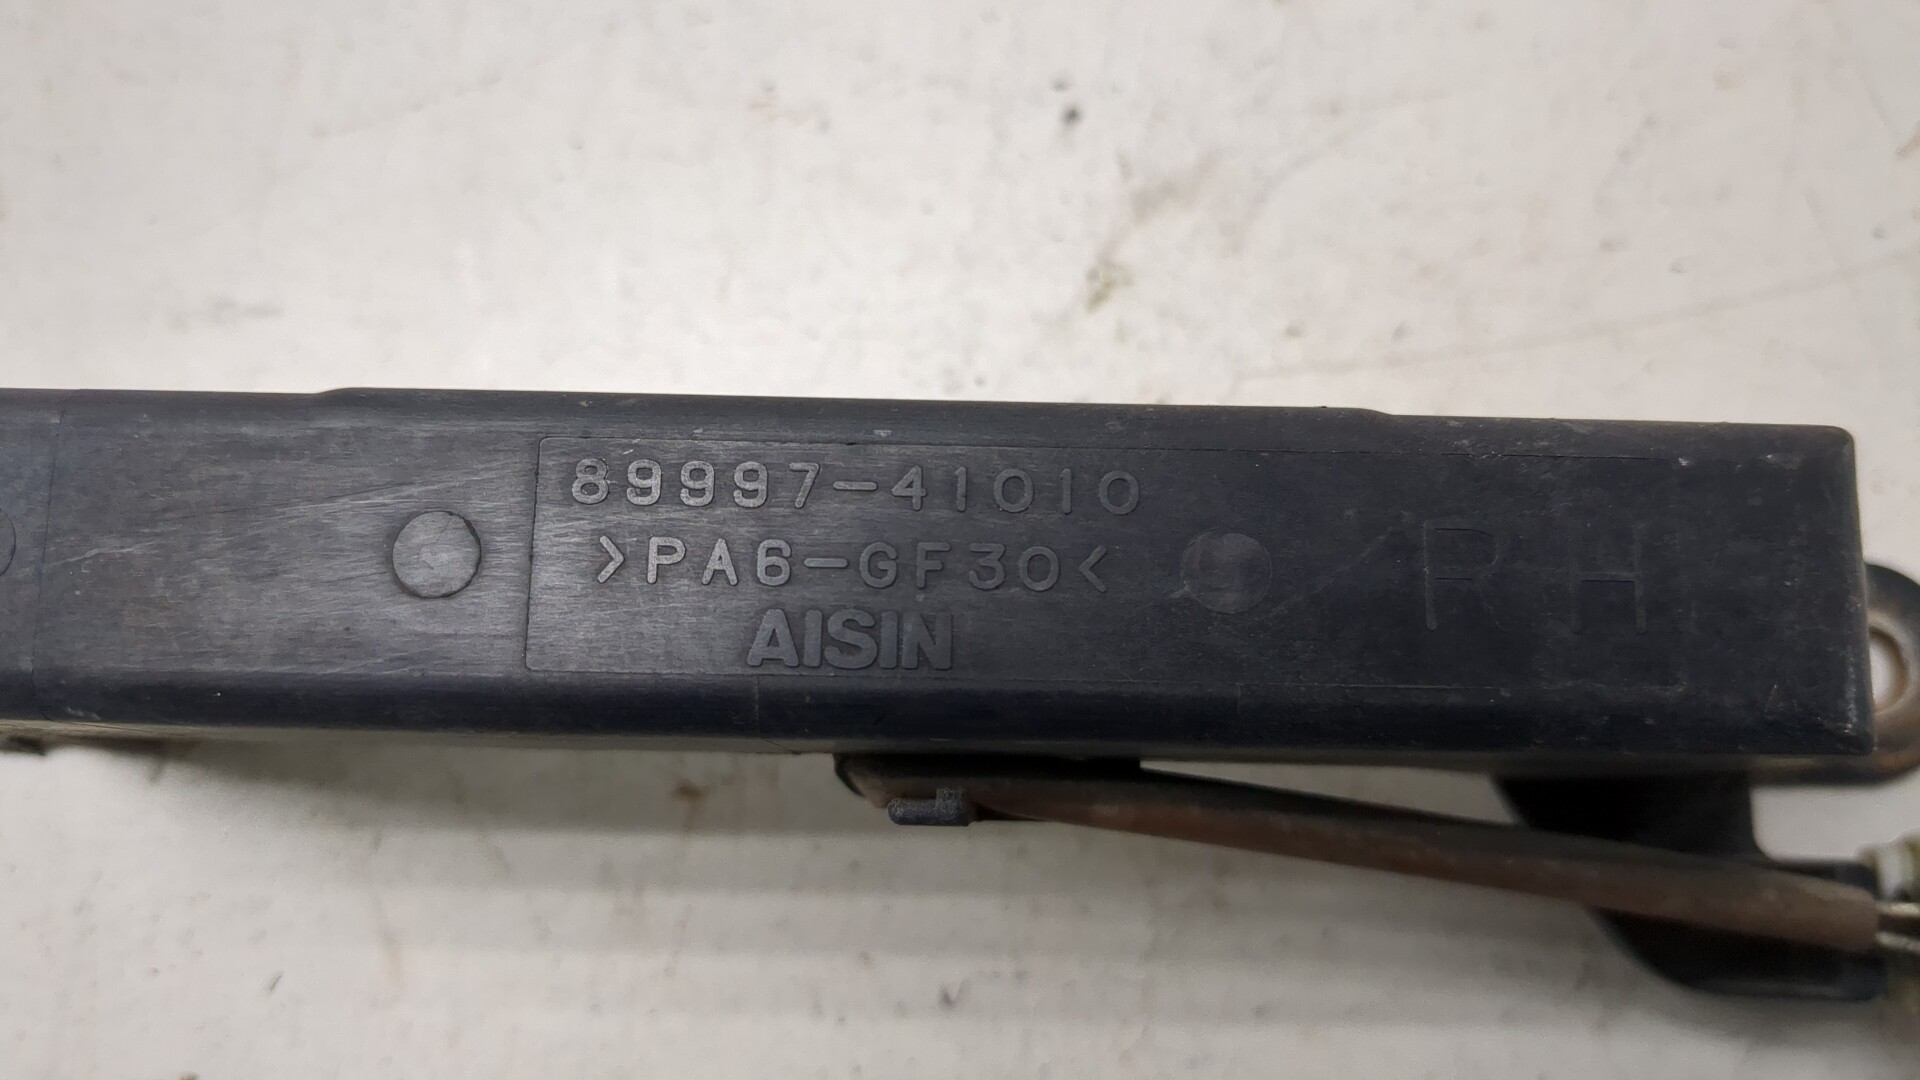 89997-41010
>PA6-GF30<
AISIN
RH